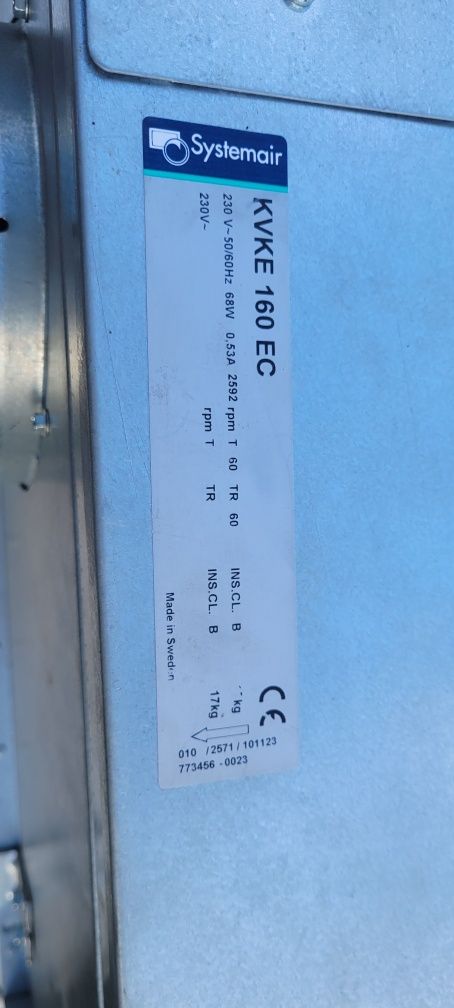 Systemair
KVKE 160 EC
230 V~ 50/60Hz 68W 0,53A 2592 rpm T 60 TR 60 INS.CL. B kg
230V~ rpm T TR INS.CL. B 17kg
CE
Made in Sweden
010 /2571 / 101123
773456 - 0023